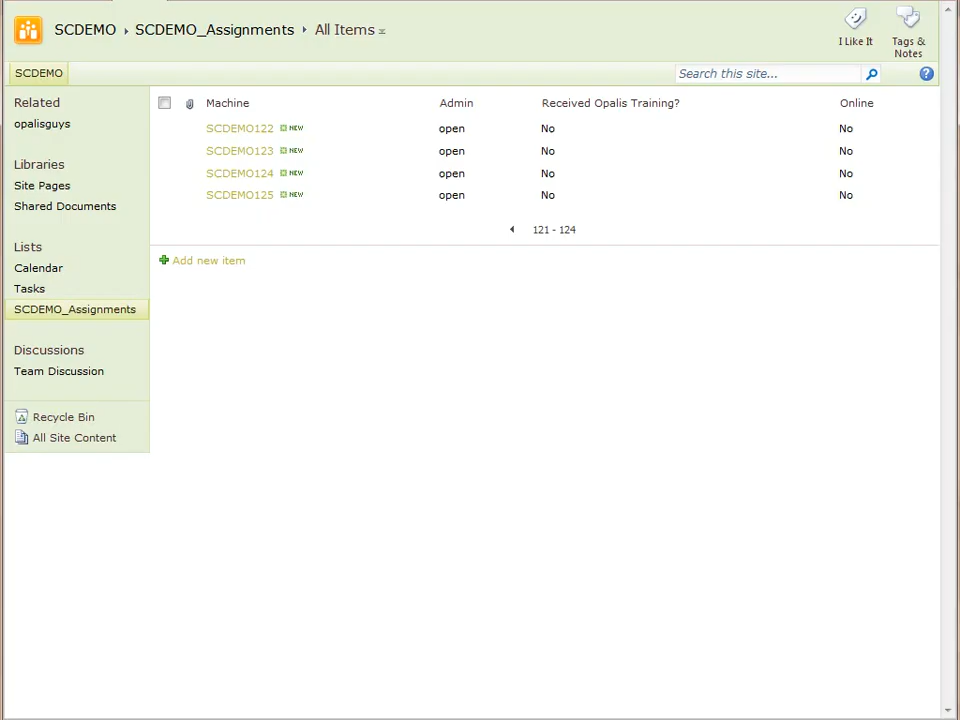 SCDEMO SCDEMO_Assignments All Items
I Like It
Tags &
Notes
SCDEMO
Search this site...
Related
opalisguys
Libraries
Site Pages
Shared Documents
Lists
Calendar
Tasks
SCDEMO_Assignments
Discussions
Team Discussion
Recycle Bin
All Site Content
Machine Admin Received Opalis Training? Online
SCDEMO122 NEW open No No
SCDEMO123 NEW open No No
SCDEMO124 NEW open No No
SCDEMO125 NEW open No No
121 - 124
Add new item